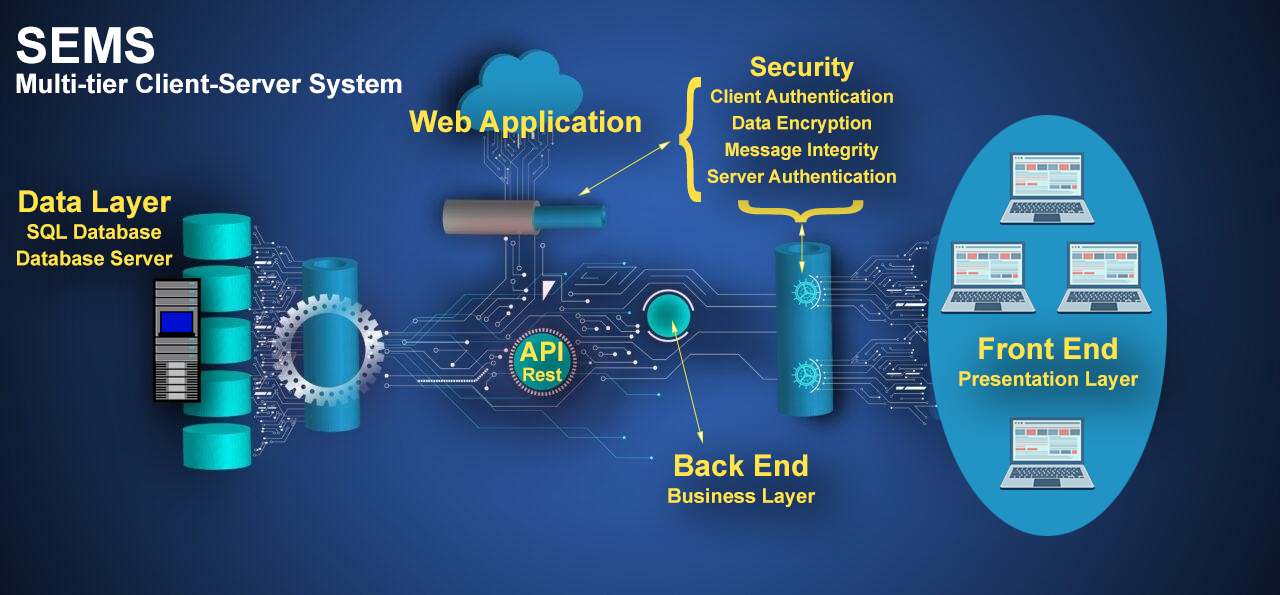 SEMS
Multi-tier Client-Server System
Web Application
Security
Client Authentication
Data Encryption
Message Integrity
Server Authentication
Data Layer
SQL Database
Database Server
API
Rest
Front End
Presentation Layer
Back End
Business Layer